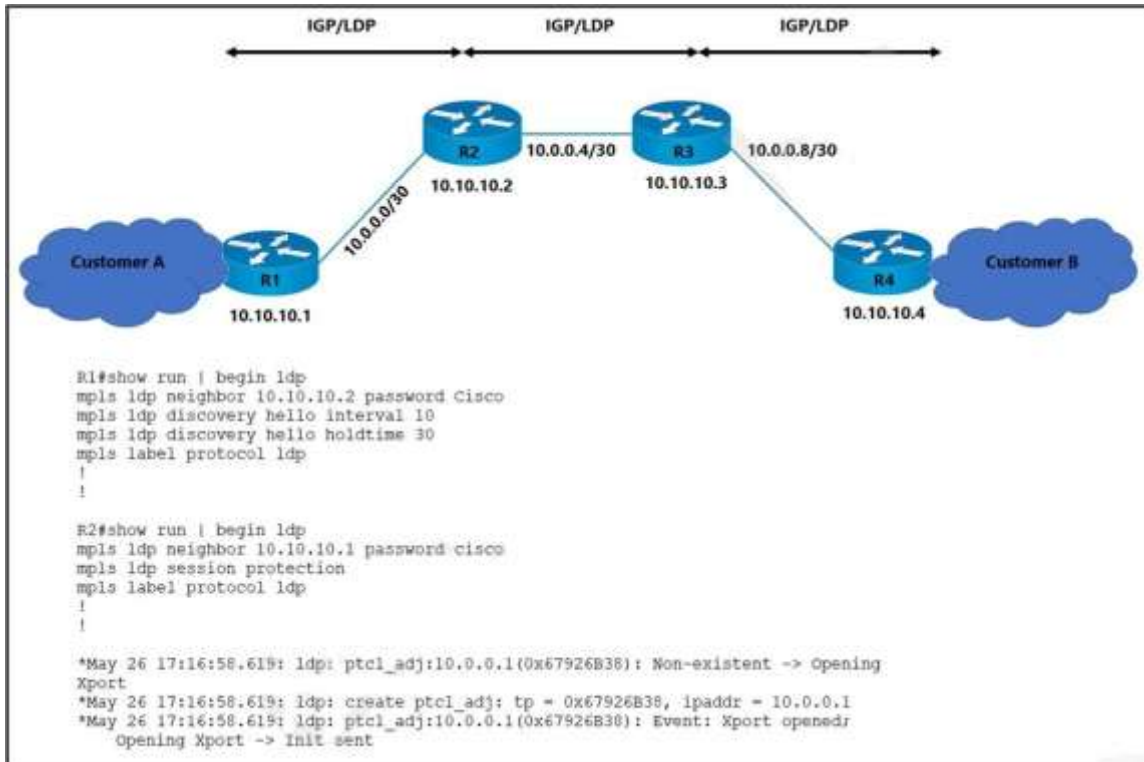 IGP/LDP IGP/LDP IGP/LDP
R2 10.0.0.4/30 R3 10.0.0.8/30
10.10.10.2 10.10.10.3
10.0.0.0/30
Customer A R1 R4 Customer B
10.10.10.1 10.10.10.4
R1#show run | begin ldp
mpls ldp neighbor 10.10.10.2 password Cisco
mpls ldp discovery hello interval 10
mpls ldp discovery hello holdtime 30
mpls label protocol ldp
!
!
R2#show run | begin ldp
mpls ldp neighbor 10.10.10.1 password cisco
mpls ldp session protection
mpls label protocol ldp
!
!
*May 26 17:16:58.619: ldp: ptcl_adj:10.0.0.1(0x67926B38): Non-existent -> Opening
Xport
*May 26 17:16:58.619: ldp: create ptcl_adj: tp = 0x67926B38, ipaddr = 10.0.0.1
*May 26 17:16:58.619: ldp: ptcl_adj:10.0.0.1(0x67926B38): Event: Xport opened;
Opening Xport -> Init sent